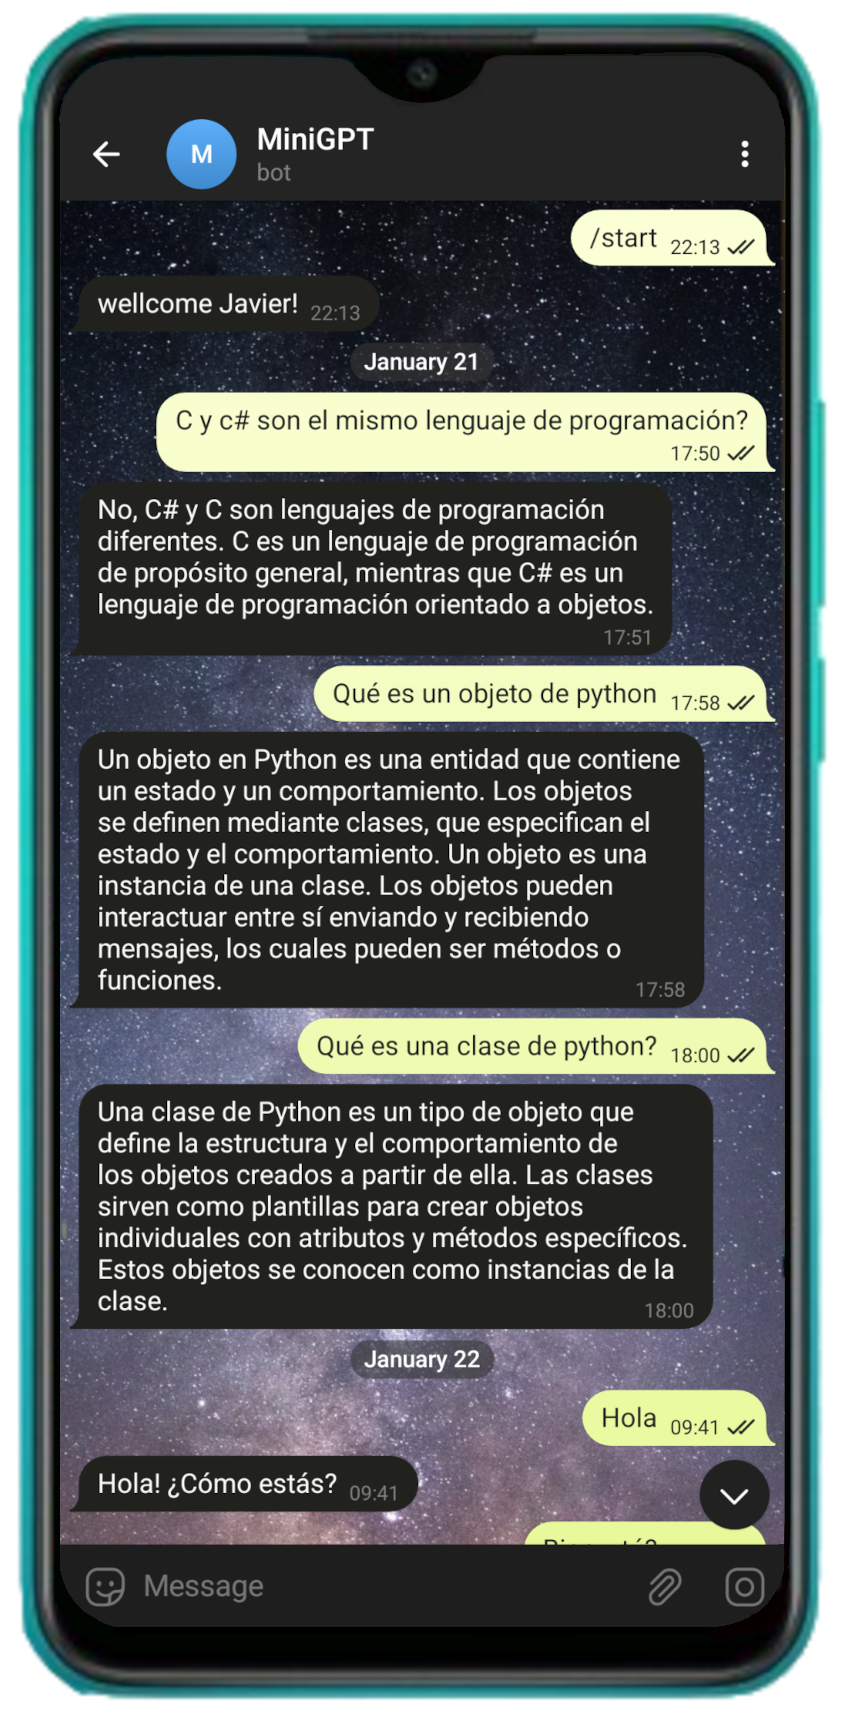 M
MiniGPT
bot
/start 22:13
wellcome Javier! 22:13
January 21
C y c# son el mismo lenguaje de programación?
17:50
No, C# y C son lenguajes de programación
diferentes. C es un lenguaje de programación
de propósito general, mientras que C# es un
lenguaje de programación orientado a objetos.
17:51
Qué es un objeto de python 17:58
Un objeto en Python es una entidad que contiene
un estado y un comportamiento. Los objetos
se definen mediante clases, que especifican el
estado y el comportamiento. Un objeto es una
instancia de una clase. Los objetos pueden
interactuar entre sí enviando y recibiendo
mensajes, los cuales pueden ser métodos o
funciones.
17:58
Qué es una clase de python? 18:00
Una clase de Python es un tipo de objeto que
define la estructura y el comportamiento de
los objetos creados a partir de ella. Las clases
sirven como plantillas para crear objetos
individuales con atributos y métodos específicos.
Estos objetos se conocen como instancias de la
clase.
18:00
January 22
Hola 09:41
Hola! ¿Cómo estás? 09:41
Message